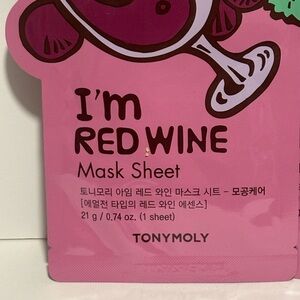 I'm
RED WINE
Mask Sheet
토니모리 아임 레드 와인 마스크 시트 - 모공케어
[에멀전 타입의 레드 와인 에센스]
21 g / 0.74 oz. (1 sheet)
TONYMOLY